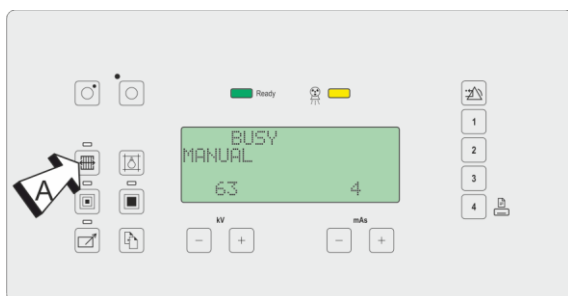 Ready
BUSY
MANUAL
63 4
kV mAs
- + - +
A
1
2
3
4